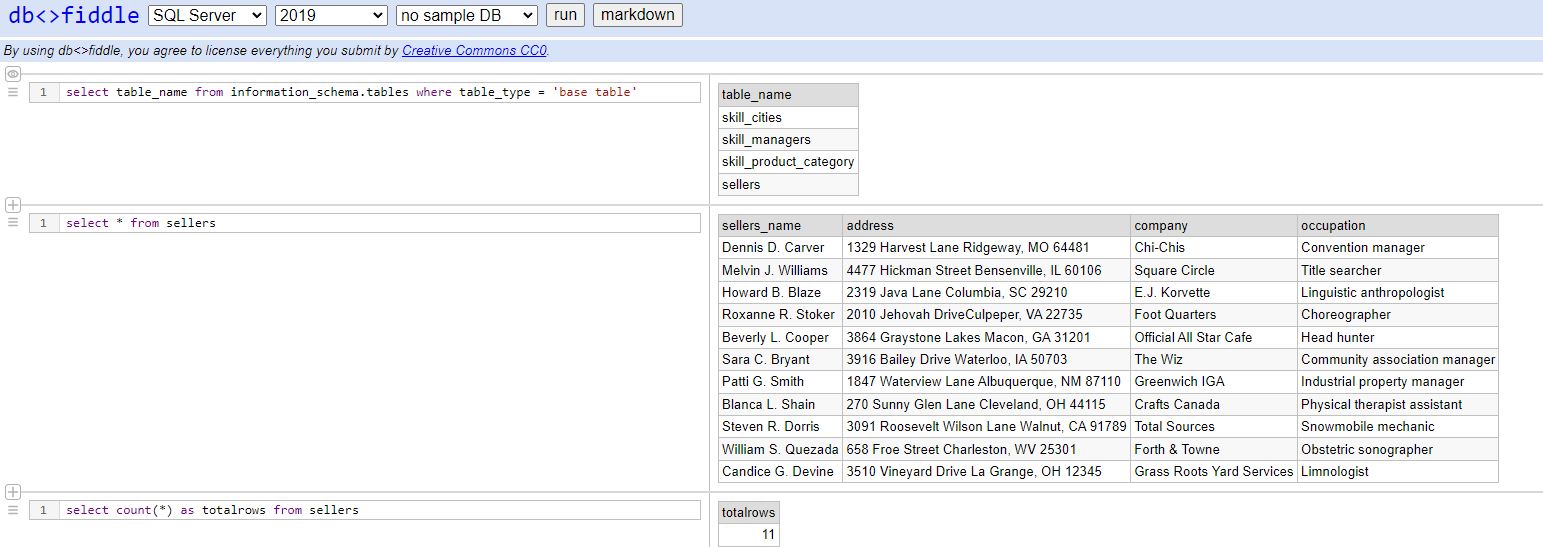 db<>fiddle SQL Server 2019 no sample DB run markdown
By using db<>fiddle, you agree to license everything you submit by Creative Commons CC0.
1 select table_name from information_schema.tables where table_type = 'base table'
table_name
skill_cities
skill_managers
skill_product_category
sellers
1 select * from sellers
sellers_name address company occupation
Dennis D. Carver 1329 Harvest Lane Ridgeway, MO 64481 Chi-Chis Convention manager
Melvin J. Williams 4477 Hickman Street Bensenville, IL 60106 Square Circle Title searcher
Howard B. Blaze 2319 Java Lane Columbia, SC 29210 E.J. Korvette Linguistic anthropologist
Roxanne R. Stoker 2010 Jehovah DriveCulpeper, VA 22735 Foot Quarters Choreographer
Beverly L. Cooper 3864 Graystone Lakes Macon, GA 31201 Official All Star Cafe Head hunter
Sara C. Bryant 3916 Bailey Drive Waterloo, IA 50703 The Wiz Community association manager
Patti G. Smith 1847 Waterview Lane Albuquerque, NM 87110 Greenwich IGA Industrial property manager
Blanca L. Shain 270 Sunny Glen Lane Cleveland, OH 44115 Crafts Canada Physical therapist assistant
Steven R. Dorris 3091 Roosevelt Wilson Lane Walnut, CA 91789 Total Sources Snowmobile mechanic
William S. Quezada 658 Froe Street Charleston, WV 25301 Forth & Towne Obstetric sonographer
Candice G. Devine 3510 Vineyard Drive La Grange, OH 12345 Grass Roots Yard Services Limnologist
1 select count(*) as totalrows from sellers
totalrows
11